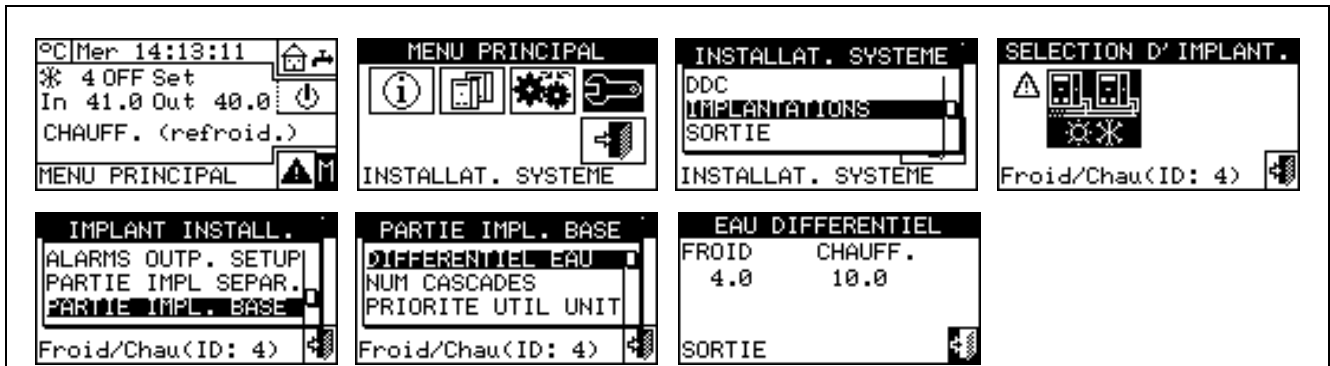 °C Mer 14:13:11
4 OFF Set
In 41.0 Out 40.0
CHAUFF. (refroid.)
MENU PRINCIPAL M
MENU PRINCIPAL
i
INSTALLAT. SYSTEME
INSTALLAT. SYSTEME
DDC
IMPLANTATIONS
SORTIE
INSTALLAT. SYSTEME
SELECTION D'IMPLANT.
Froid/Chau(ID: 4)
IMPLANT INSTALL.
ALARMS OUTP. SETUP
PARTIE IMPL SEPAR.
PARTIE IMPL. BASE
Froid/Chau(ID: 4)
PARTIE IMPL. BASE
DIFFERENTIEL EAU
NUM CASCADES
PRIORITE UTIL UNIT
Froid/Chau(ID: 4)
EAU DIFFERENTIEL
FROID CHAUFF.
4.0 10.0
SORTIE